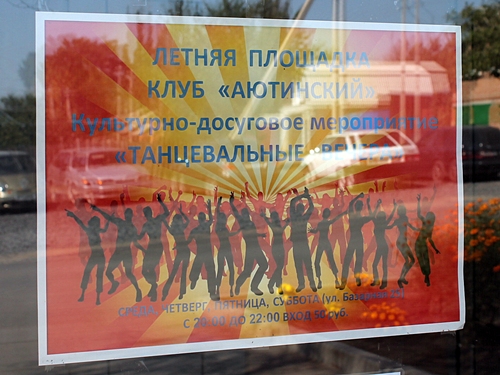 ЛЕТНЯЯ ПЛОЩАДКА
КЛУБ «АЮТИНСКИЙ»
Культурно-досуговое мероприятие
«ТАНЦЕВАЛЬНЫЕ ВЕЧЕРА»
СРЕДА, ЧЕТВЕРГ, ПЯТНИЦА, СУББОТА (ул.
С 20-00 ДО 22:00 ВХОД 50 руб.